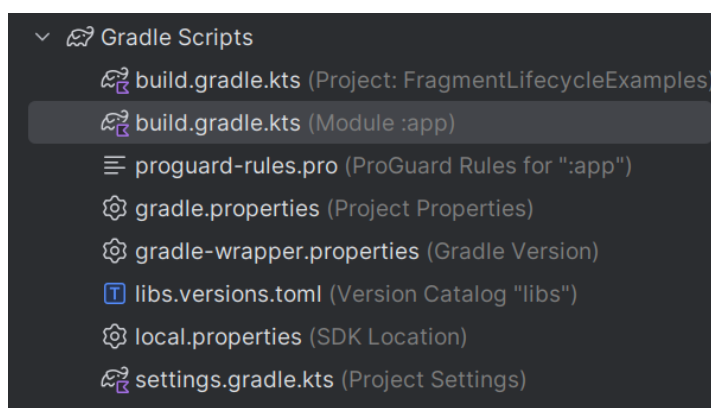 Gradle Scripts
build.gradle.kts (Project: FragmentLifecycleExamples)
build.gradle.kts (Module :app)
proguard-rules.pro (ProGuard Rules for ":app")
gradle.properties (Project Properties)
gradle-wrapper.properties (Gradle Version)
T libs.versions.toml (Version Catalog "libs")
local.properties (SDK Location)
settings.gradle.kts (Project Settings)